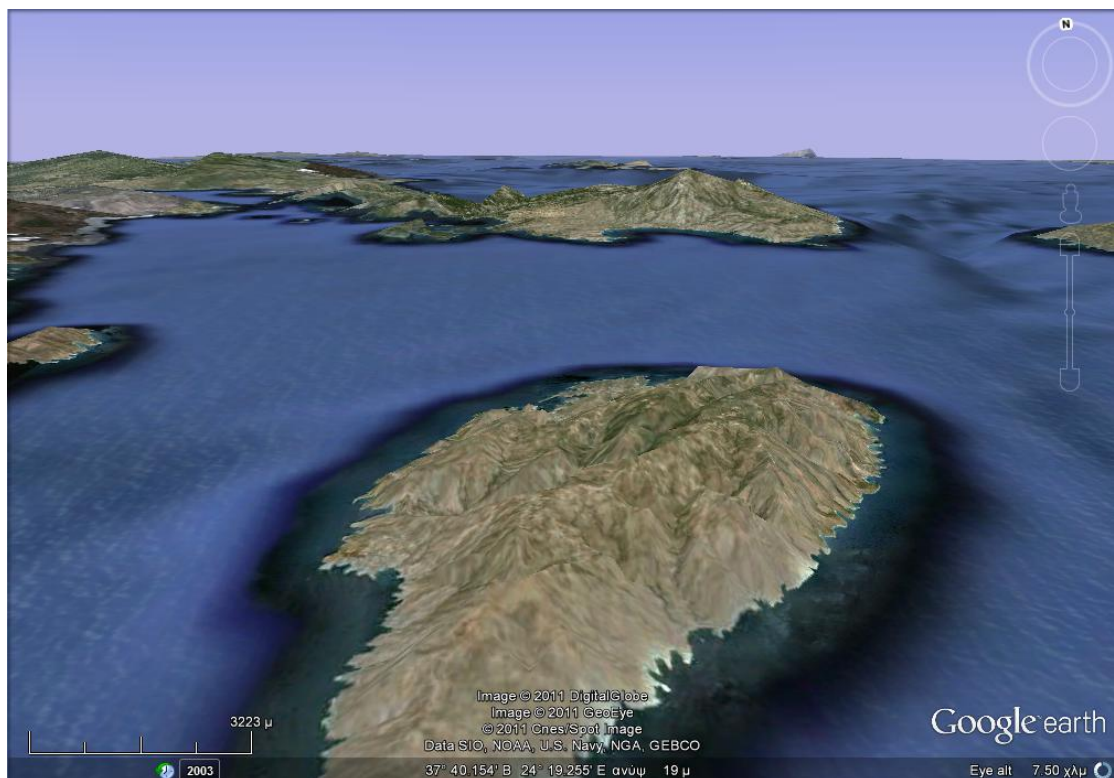 N
Image © 2011 DigitalGlobe
Image © 2011 GeoEye
© 2011 Cnes/Spot Image
Data SIO, NOAA, U.S. Navy, NGA, GEBCO
3223 μ
Google earth
2003
37° 40.154' Β 24° 19.255' Ε ανύψ 19 μ
Eye alt 7.50 χλμ